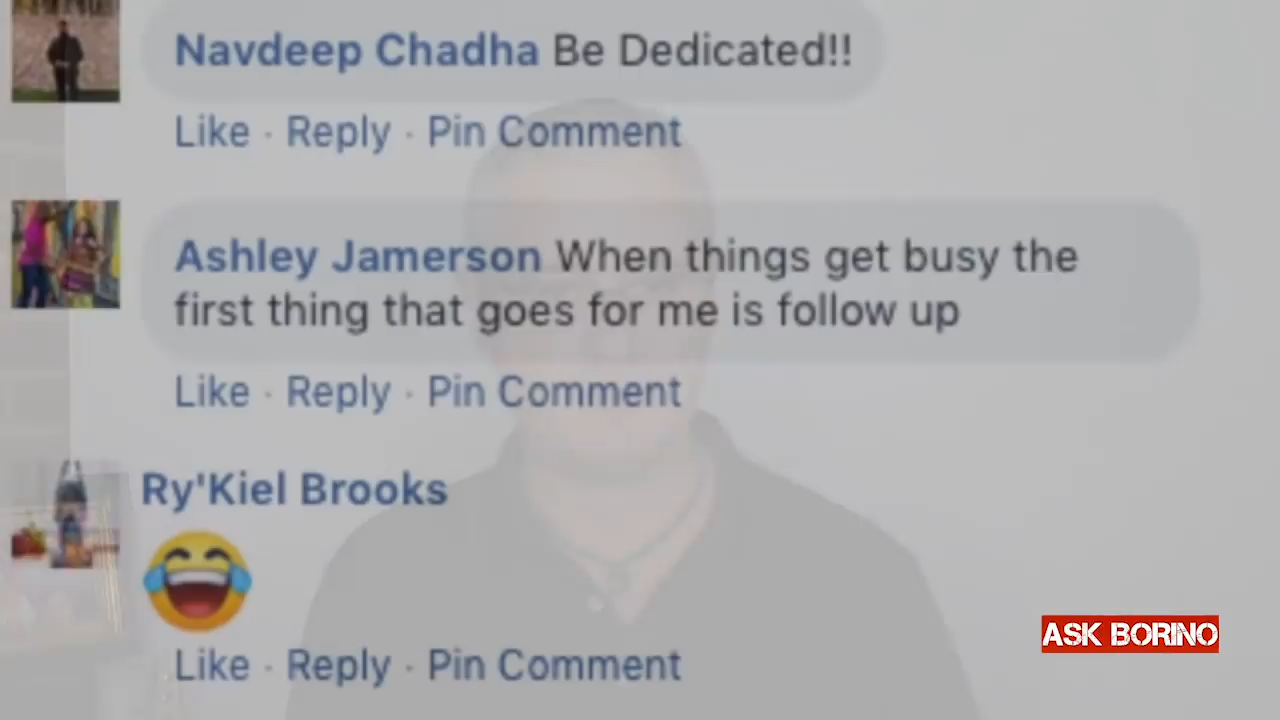 Navdeep Chadha Be Dedicated!!
Like · Reply · Pin Comment
Ashley Jamerson When things get busy the
first thing that goes for me is follow up
Like · Reply · Pin Comment
Ry'Kiel Brooks
Like · Reply · Pin Comment
ASK BORINO